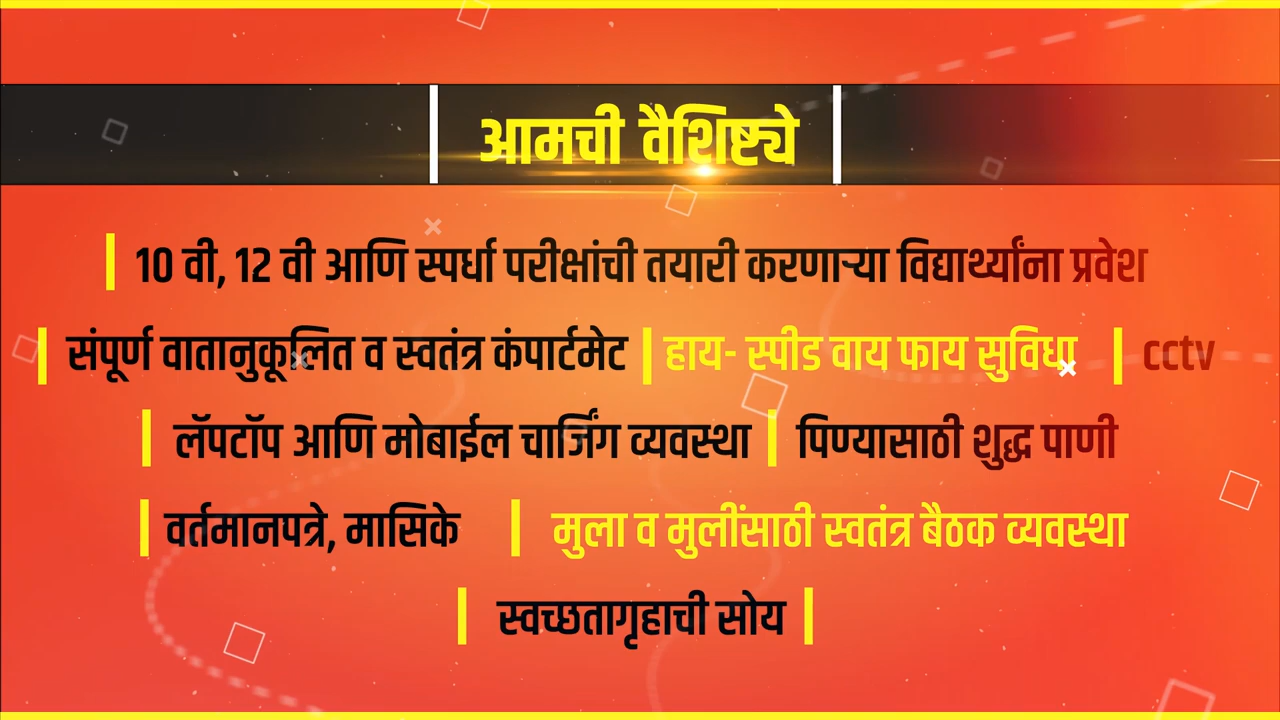 आमची वैशिष्ट्ये
10 वी, 12 वी आणि स्पर्धा परीक्षांची तयारी करणाऱ्या विद्यार्थ्यांना प्रवेश
संपूर्ण वातानुकूलित व स्वतंत्र कंपार्टमेट | हाय- स्पीड वाय फाय सुविधा | cctv
लॅपटॉप आणि मोबाईल चार्जिंग व्यवस्था | पिण्यासाठी शुद्ध पाणी
वर्तमानपत्रे, मासिके | मुला व मुलींसाठी स्वतंत्र बैठक व्यवस्था
स्वच्छतागृहाची सोय